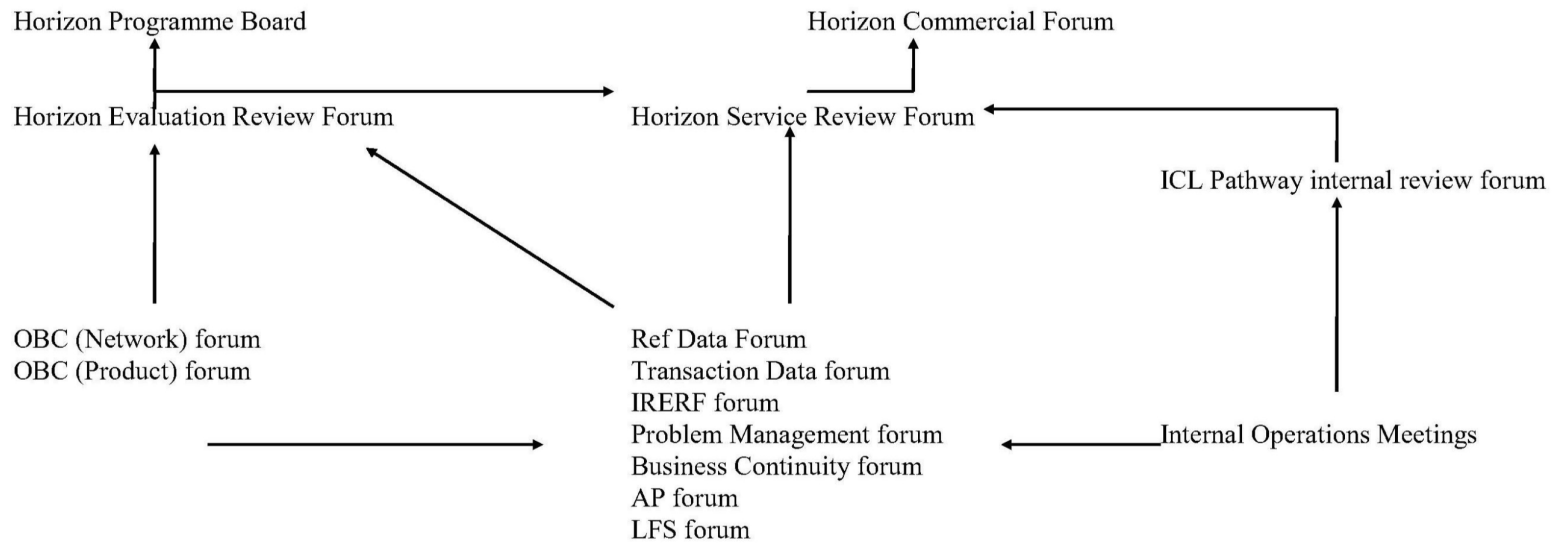 Horizon Programme Board
Horizon Commercial Forum
Horizon Evaluation Review Forum
Horizon Service Review Forum
ICL Pathway internal review forum
OBC (Network) forum
OBC (Product) forum
Ref Data Forum
Transaction Data forum
IRERF forum
Problem Management forum
Business Continuity forum
AP forum
LFS forum
Internal Operations Meetings